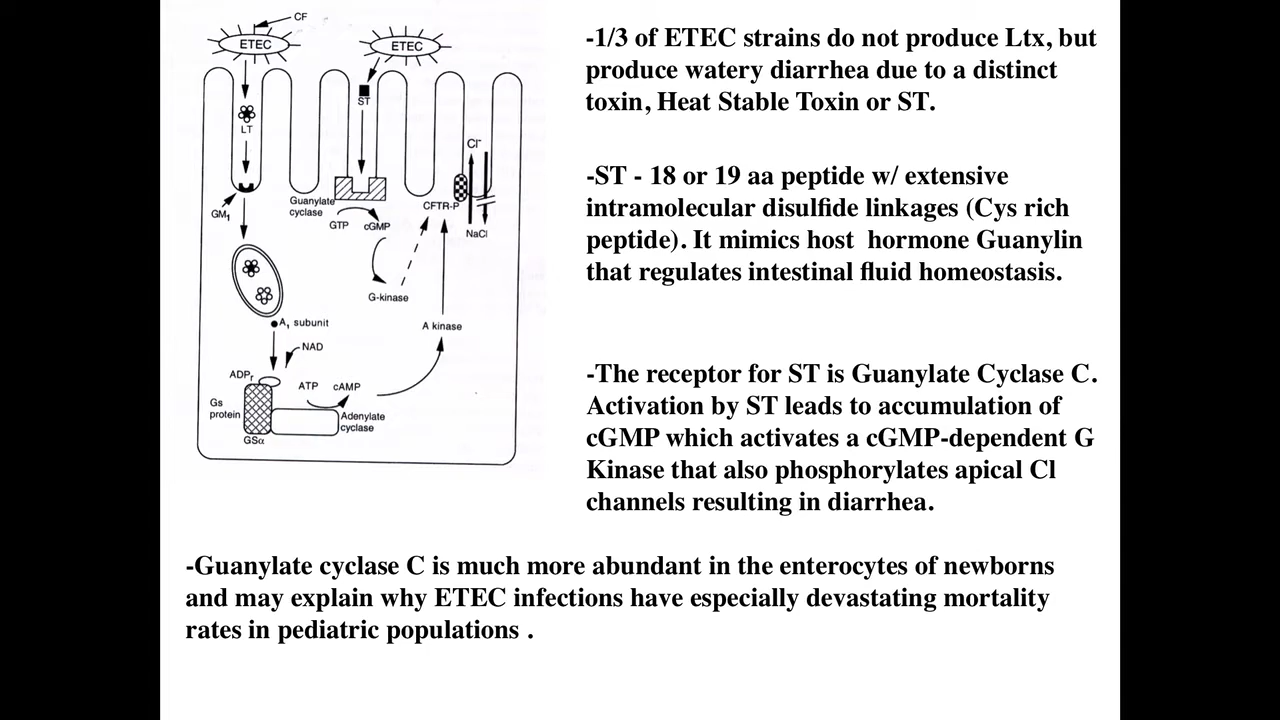 CF
ETEC
ETEC
ST
LT
Cl-
Guanylate
cyclase
CFTR-P
GM1
GTP
cGMP
NaCl
G-kinase
A1 subunit
A kinase
NAD
ADPr
ATP
cAMP
Gs
protein
Adenylate
cyclase
GSα
-1/3 of ETEC strains do not produce Ltx, but
produce watery diarrhea due to a distinct
toxin, Heat Stable Toxin or ST.
-ST - 18 or 19 aa peptide w/ extensive
intramolecular disulfide linkages (Cys rich
peptide). It mimics host hormone Guanylin
that regulates intestinal fluid homeostasis.
-The receptor for ST is Guanylate Cyclase C.
Activation by ST leads to accumulation of
cGMP which activates a cGMP-dependent G
Kinase that also phosphorylates apical Cl
channels resulting in diarrhea.
-Guanylate cyclase C is much more abundant in the enterocytes of newborns
and may explain why ETEC infections have especially devastating mortality
rates in pediatric populations .